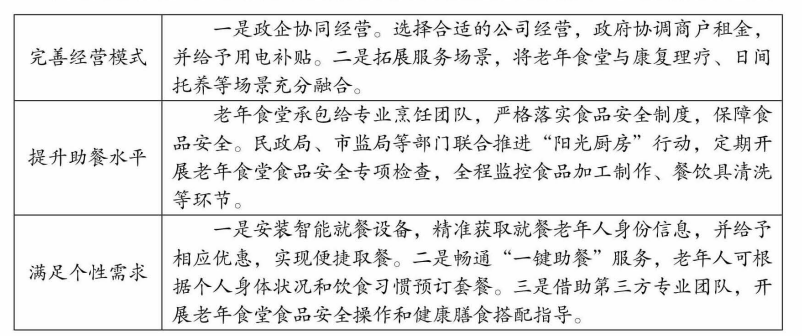 完善经营模式
一是政企协同经营。选择合适的公司经营，政府协调商户租金，
并给予用电补贴。二是拓展服务场景，将老年食堂与康复理疗、日间
托养等场景充分融合。
提升助餐水平
老年食堂承包给专业烹饪团队，严格落实食品安全制度，保障食
品安全。民政局、市监局等部门联合推进“阳光厨房”行动，定期开
展老年食堂食品安全专项检查，全程监控食品加工制作、餐饮具清洗
等环节。
满足个性需求
一是安装智能就餐设备，精准获取就餐老年人身份信息，并给予
相应优惠，实现便捷取餐。二是畅通“一键助餐”服务，老年人可根
据个人身体状况和饮食习惯预订套餐。三是借助第三方专业团队，开
展老年食堂食品安全操作和健康膳食搭配指导。